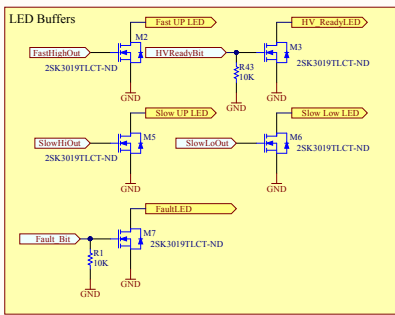 LED Buffers
Fast UP LED
M2
FastHighOut
2SK3019TLCT-ND
GND
HV_ReadyLED
M3
HVReadyBit
2SK3019TLCT-ND
R43
10K
GND
GND
Slow UP LED
M5
SlowHiOut
2SK3019TLCT-ND
GND
Slow Low LED
M6
SlowLoOut
2SK3019TLCT-ND
GND
FaultLED
M7
Fault_Bit
2SK3019TLCT-ND
R1
10K
GND
GND